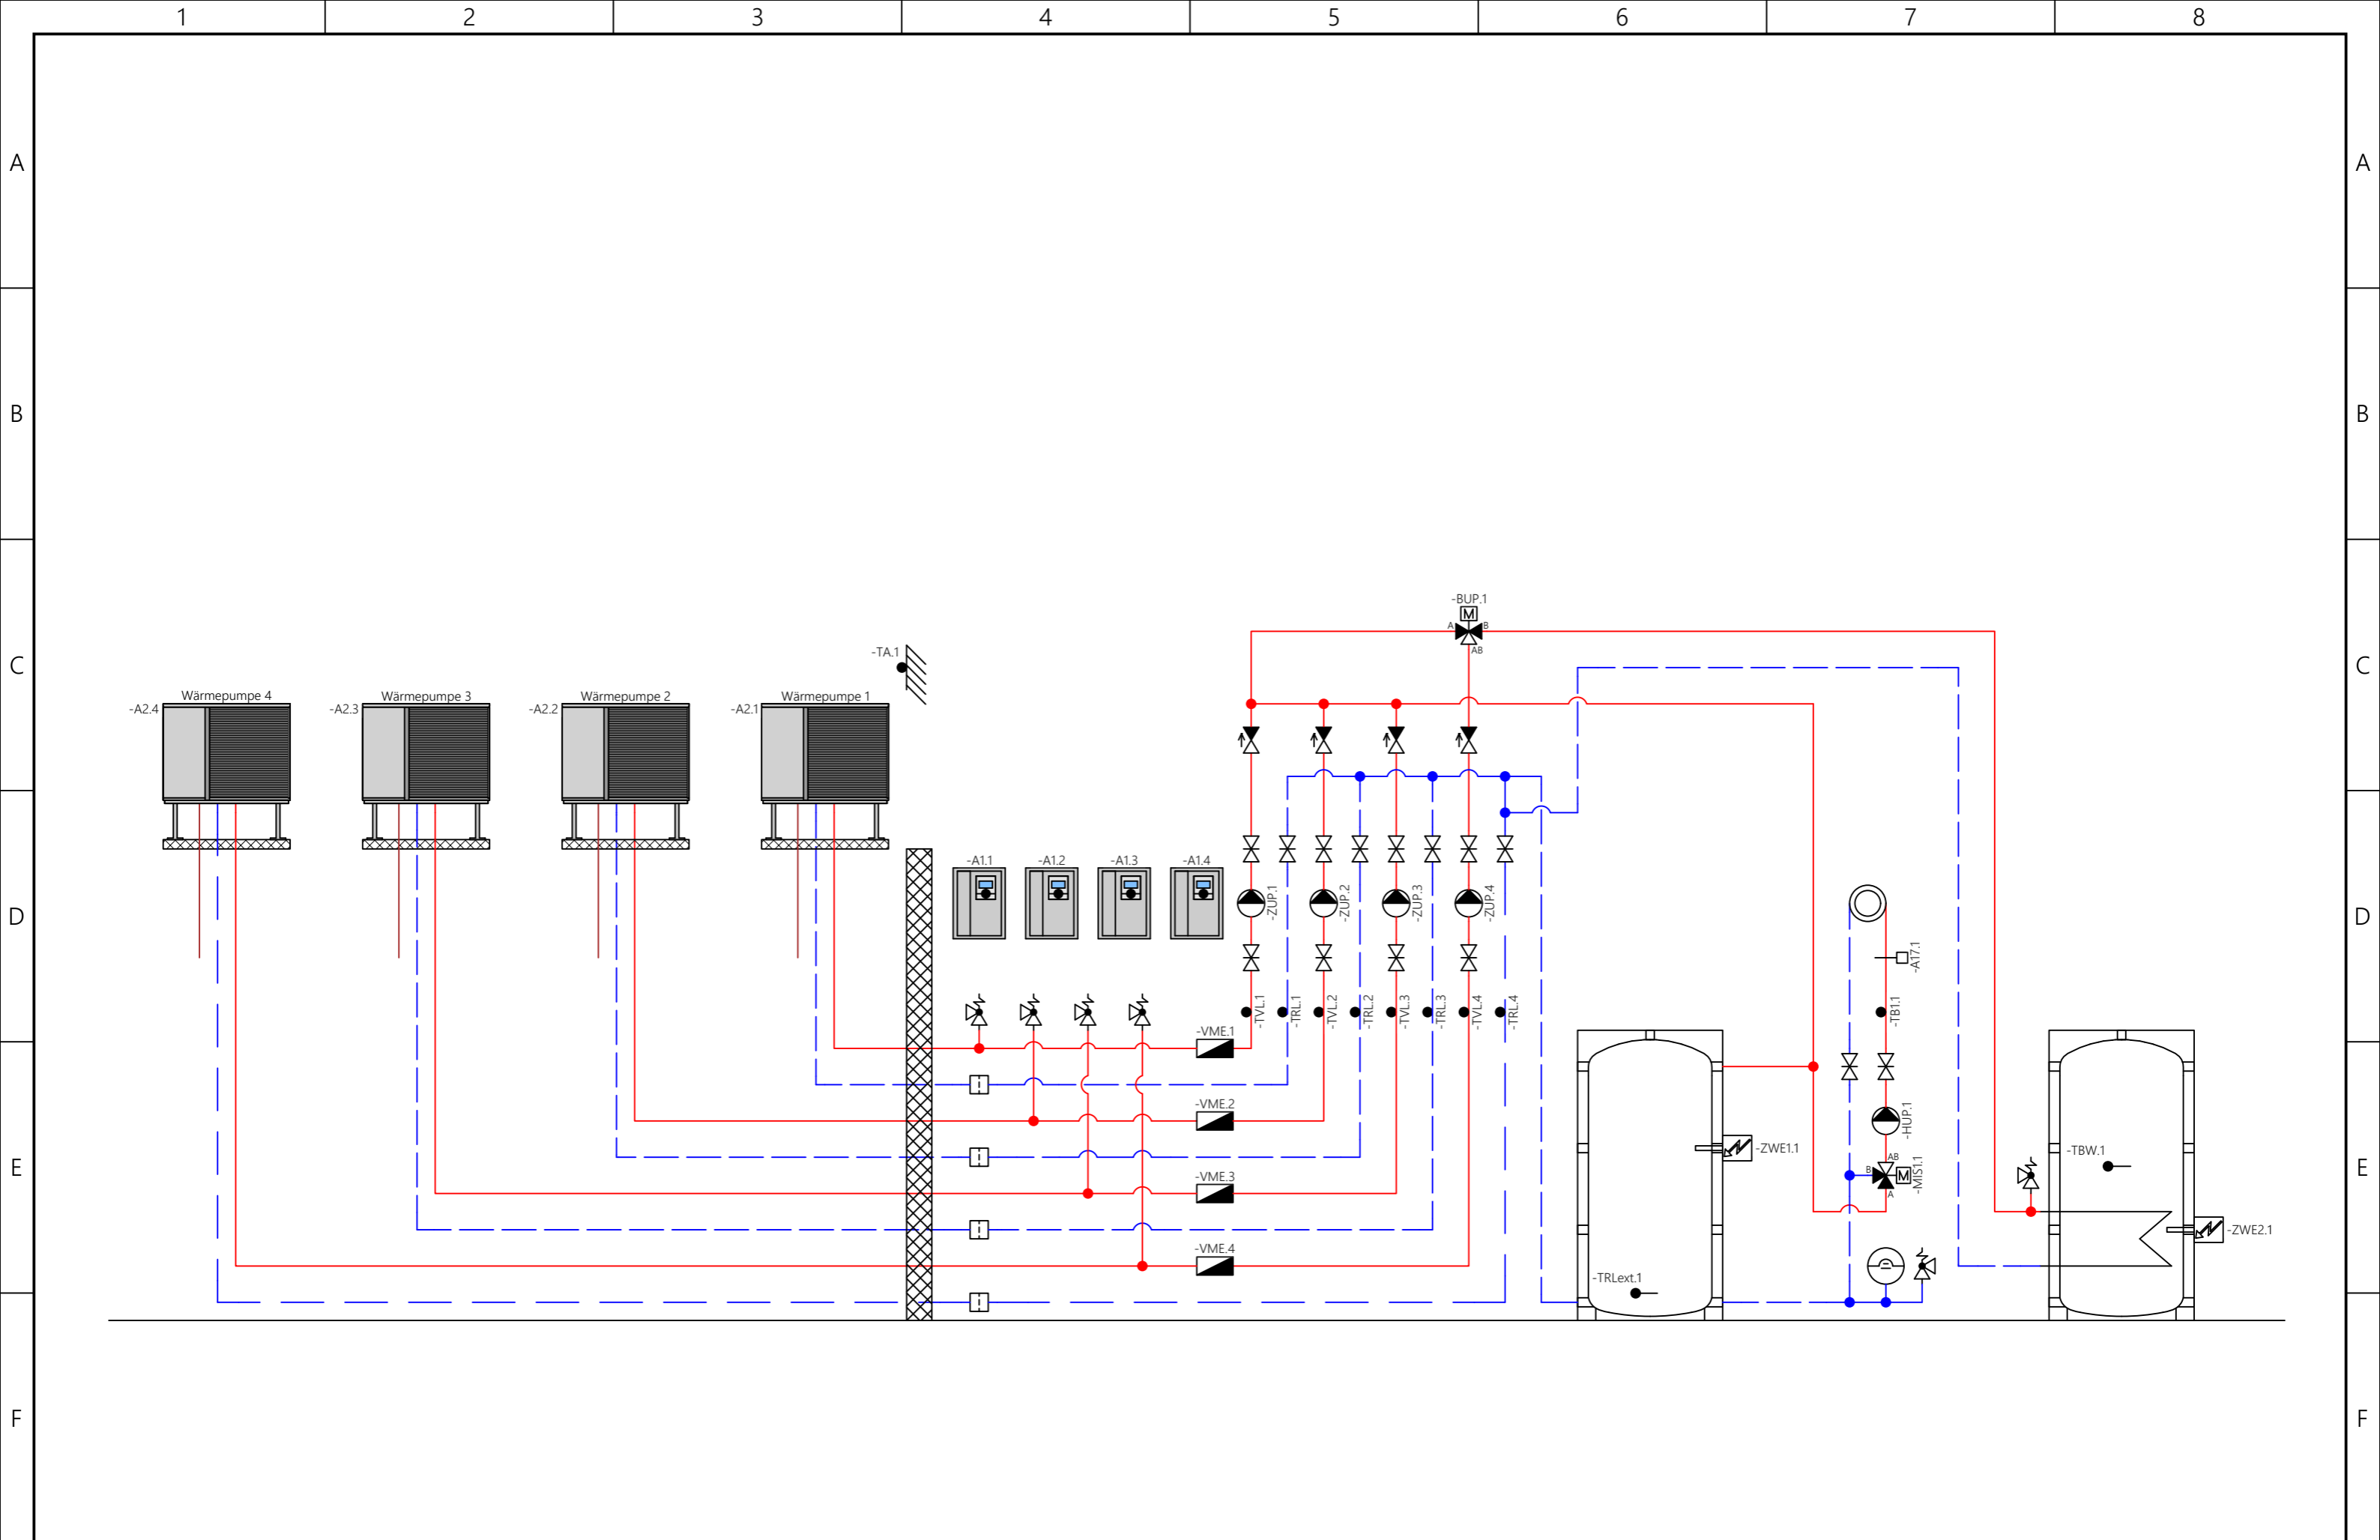 1 2 3 4 5 6 7 8
A A
B B
-BUP.1
M
A B
AB
-TA.1
C C
Wärmepumpe 4 Wärmepumpe 3 Wärmepumpe 2 Wärmepumpe 1
-A2.4 -A2.3 -A2.2 -A2.1
-A1.1 -A1.2 -A1.3 -A1.4
-ZUP.1 -ZUP.2 -ZUP.3 -ZUP.4
D D
-A17.1
-TVL.1 -TRL.1 -TVL.2 -TRL.2 -TVL.3 -TRL.3 -TVL.4 -TRL.4
-TB1.1
-VME.1
-VME.2
-HUP.1
-ZWE1.1
-TBW.1
AB
B M -MIS1.1
A
E E
-VME.3
-ZWE2.1
-VME.4
-TRLext.1
F F